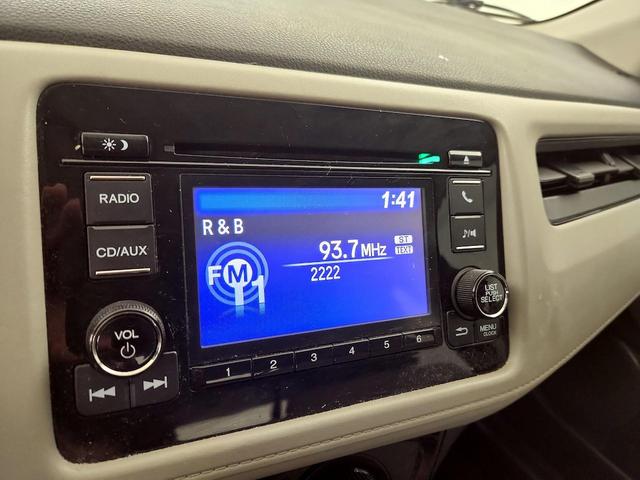 RADIO
CD/AUX
VOL
1:41
R & B
93.7 MHz
ST
TEXT
FM1 1
2222
LIST
PUSH
SELECT
MENU
CLOCK
1
2
3
4
5
6